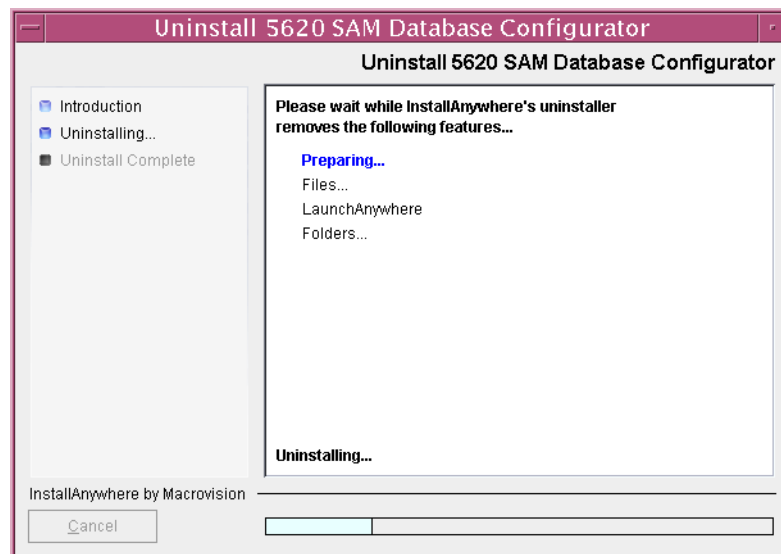 Uninstall 5620 SAM Database Configurator
Uninstall 5620 SAM Database Configurator
Introduction
Uninstalling...
Uninstall Complete
Please wait while InstallAnywhere's uninstaller
removes the following features...
Preparing...
Files...
LaunchAnywhere
Folders...
Uninstalling...
InstallAnywhere by Macrovision
Cancel